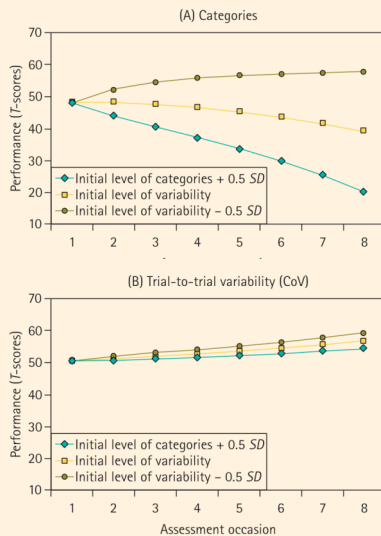 (A) Categories
Performance (T-scores)
70
60
50
40
30
20
10
Initial level of categories + 0.5 SD
Initial level of variability
Initial level of variability − 0.5 SD
1 2 3 4 5 6 7 8
(B) Trial-to-trial variability (CoV)
Performance (T-scores)
70
60
50
40
30
20
10
Initial level of categories + 0.5 SD
Initial level of variability
Initial level of variability − 0.5 SD
1 2 3 4 5 6 7 8
Assessment occasion